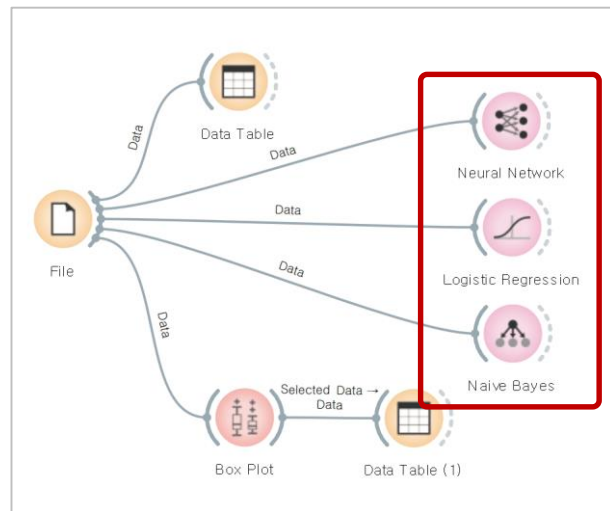 Data
Data Table
Data
Neural Network
Data
Logistic Regression
File
Data
Naive Bayes
Data
Selected Data →
Data
Box Plot
Data Table (1)